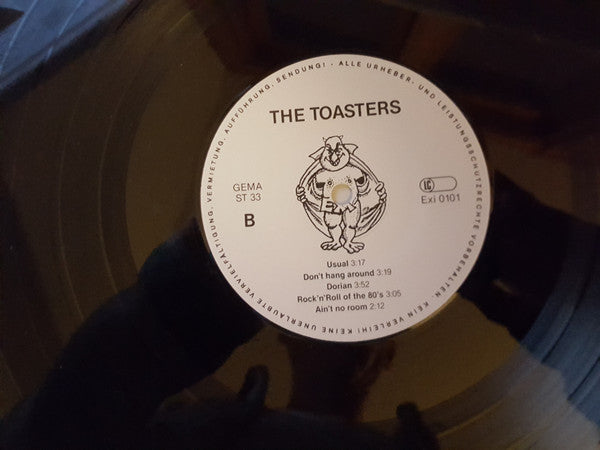 ALLE URHEBER- UND LEISTUNGSSCHUTZRECHTE VORBEHALTEN. KEIN VERLEIH! KEINE UNERLAUBTE VERVIELFÄLTIGUNG, VERMIETUNG, AUFFÜHRUNG, SENDUNG! -
THE TOASTERS
GEMA
ST 33
B
LC
Exi 0101
Usual 3:17
Don't hang around 3:19
Dorian 3:52
Rock'n'Roll of the 80's 3:05
Ain't no room 2:12